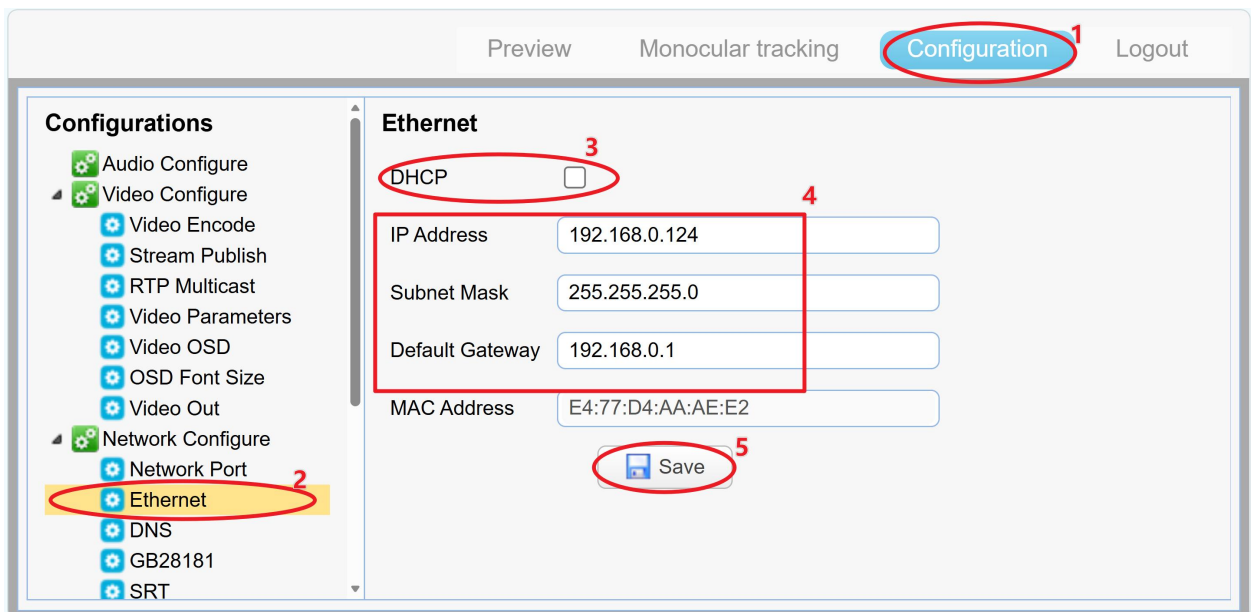 Preview Monocular tracking Configuration 1 Logout
Configurations
Audio Configure
Video Configure
Video Encode
Stream Publish
RTP Multicast
Video Parameters
Video OSD
OSD Font Size
Video Out
Network Configure
Network Port
2
Ethernet
DNS
GB28181
SRT
Ethernet
3
DHCP
4
IP Address 192.168.0.124
Subnet Mask 255.255.255.0
Default Gateway 192.168.0.1
MAC Address E4:77:D4:AA:AE:E2
5
Save